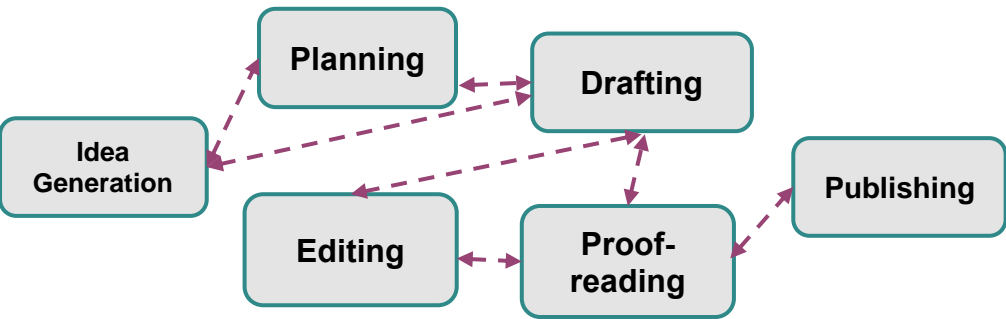 Planning
Drafting
Idea
Generation
Publishing
Editing
Proof-
reading